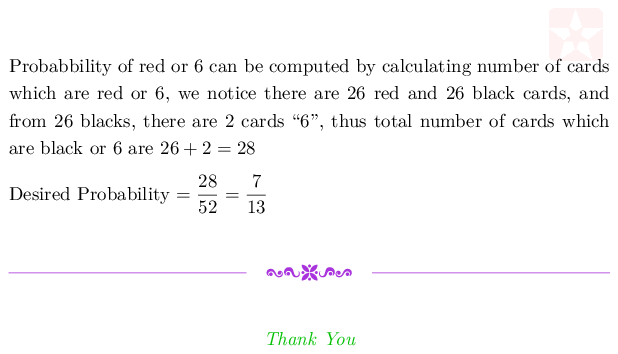 Probabbility of red or 6 can be computed by calculating number of cards
which are red or 6, we notice there are 26 red and 26 black cards, and
from 26 blacks, there are 2 cards “6”, thus total number of cards which
are black or 6 are 26 + 2 = 28
Desired Probability = 28/52 = 7/13
Thank You